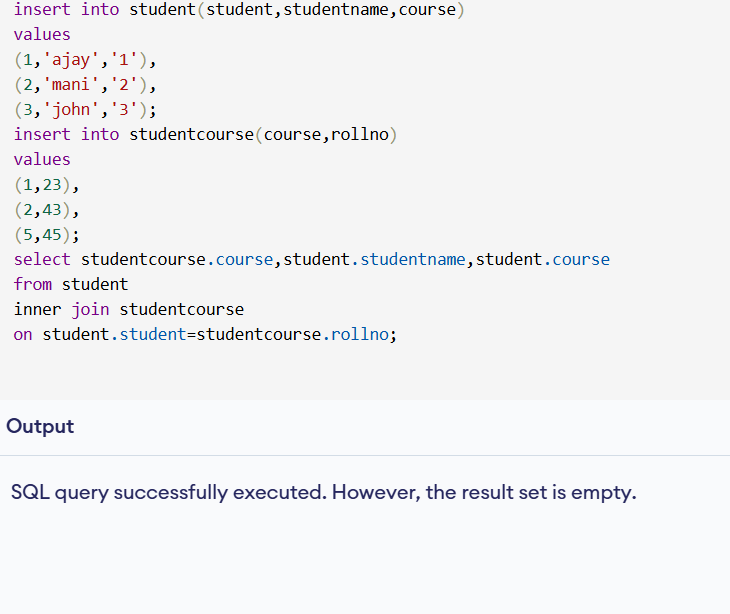 insert into student(student,studentname,course)
values
(1,'ajay','1'),
(2,'mani','2'),
(3,'john','3');
insert into studentcourse(course,rollno)
values
(1,23),
(2,43),
(5,45);
select studentcourse.course,student.studentname,student.course
from student
inner join studentcourse
on student.student=studentcourse.rollno;
Output
SQL query successfully executed. However, the result set is empty.